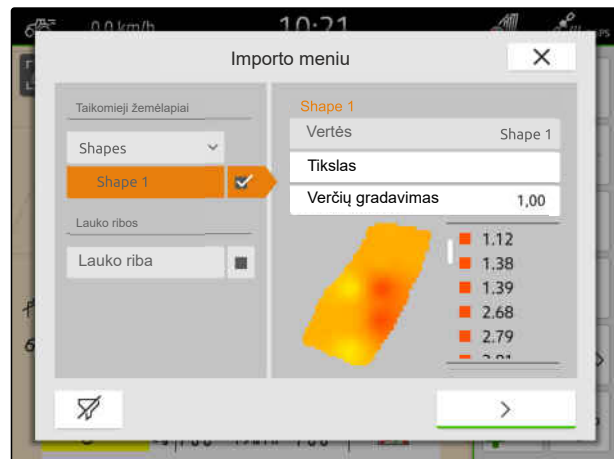 0.0 km/h 10:21
Importo meniu
Taikomieji žemėlapiai
Shapes
Shape 1
Lauko ribos
Lauko riba
Shape 1
Vertės Shape 1
Tikslas
Verčių gradavimas 1,00
1.12
1.38
1.39
2.68
2.79